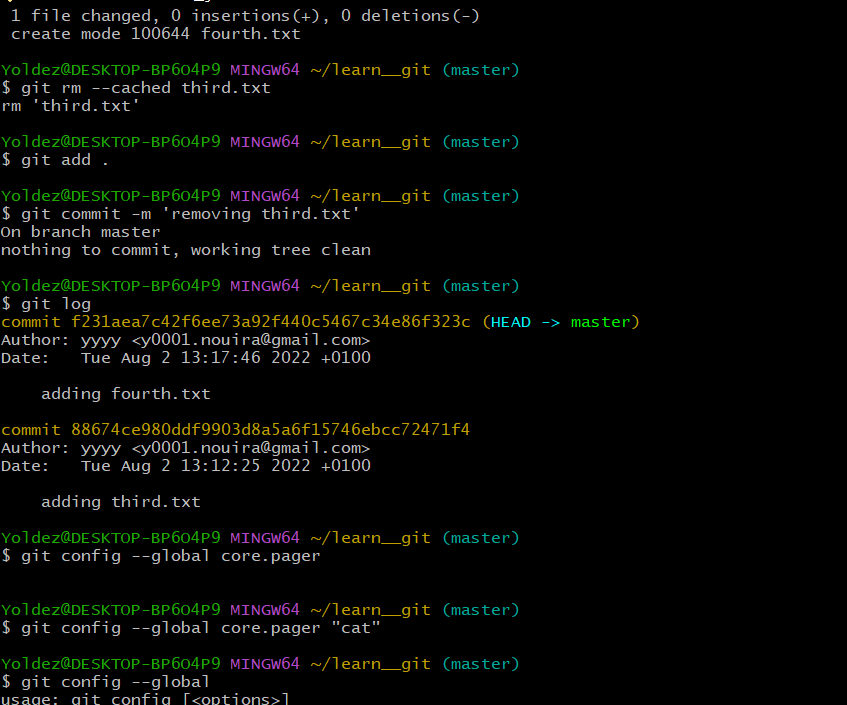 1 file changed, 0 insertions(+), 0 deletions(-)
create mode 100644 fourth.txt
Yoldez@DESKTOP-BP6O4P9 MINGW64 ~/learn__git (master)
$ git rm --cached third.txt
rm 'third.txt'
Yoldez@DESKTOP-BP6O4P9 MINGW64 ~/learn__git (master)
$ git add .
Yoldez@DESKTOP-BP6O4P9 MINGW64 ~/learn__git (master)
$ git commit -m 'removing third.txt'
On branch master
nothing to commit, working tree clean
Yoldez@DESKTOP-BP6O4P9 MINGW64 ~/learn__git (master)
$ git log
commit f231aea7c42f6ee73a92f440c5467c34e86f323c (HEAD -> master)
Author: yyyy <y0001.nouira@gmail.com>
Date:   Tue Aug 2 13:17:46 2022 +0100
adding fourth.txt
commit 88674ce980ddf9903d8a5a6f15746ebcc72471f4
Author: yyyy <y0001.nouira@gmail.com>
Date:   Tue Aug 2 13:12:25 2022 +0100
adding third.txt
Yoldez@DESKTOP-BP6O4P9 MINGW64 ~/learn__git (master)
$ git config --global core.pager
Yoldez@DESKTOP-BP6O4P9 MINGW64 ~/learn__git (master)
$ git config --global core.pager "cat"
Yoldez@DESKTOP-BP6O4P9 MINGW64 ~/learn__git (master)
$ git config --global
usage: git config [<options>]